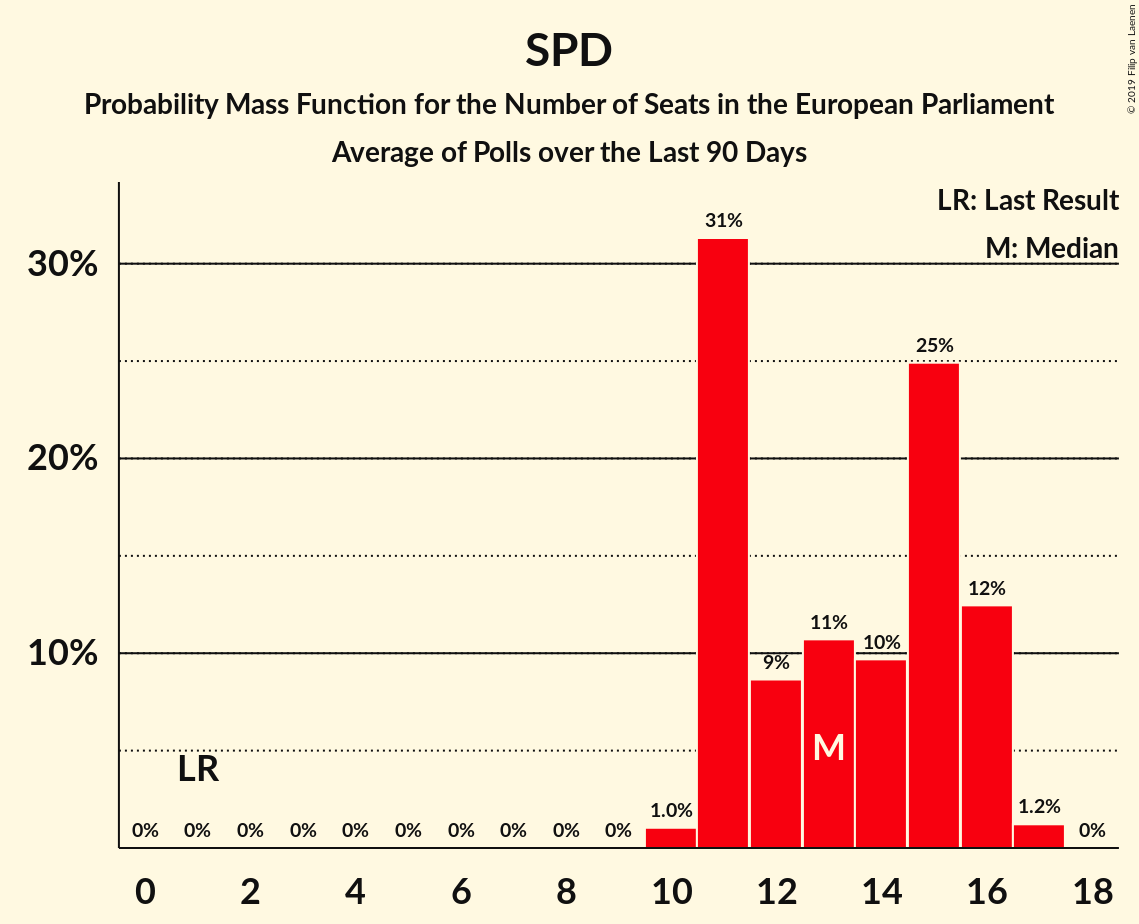 SPD
Probability Mass Function for the Number of Seats in the European Parliament
Average of Polls over the Last 90 Days
© 2019 Filip van Laenen
LR: Last Result
M: Median
30%
20%
10%
31%
25%
12%
11%
10%
9%
M
LR
0% 0% 0% 0% 0% 0% 0% 0% 0% 0% 1.0% 1.2% 0%
0 2 4 6 8 10 12 14 16 18